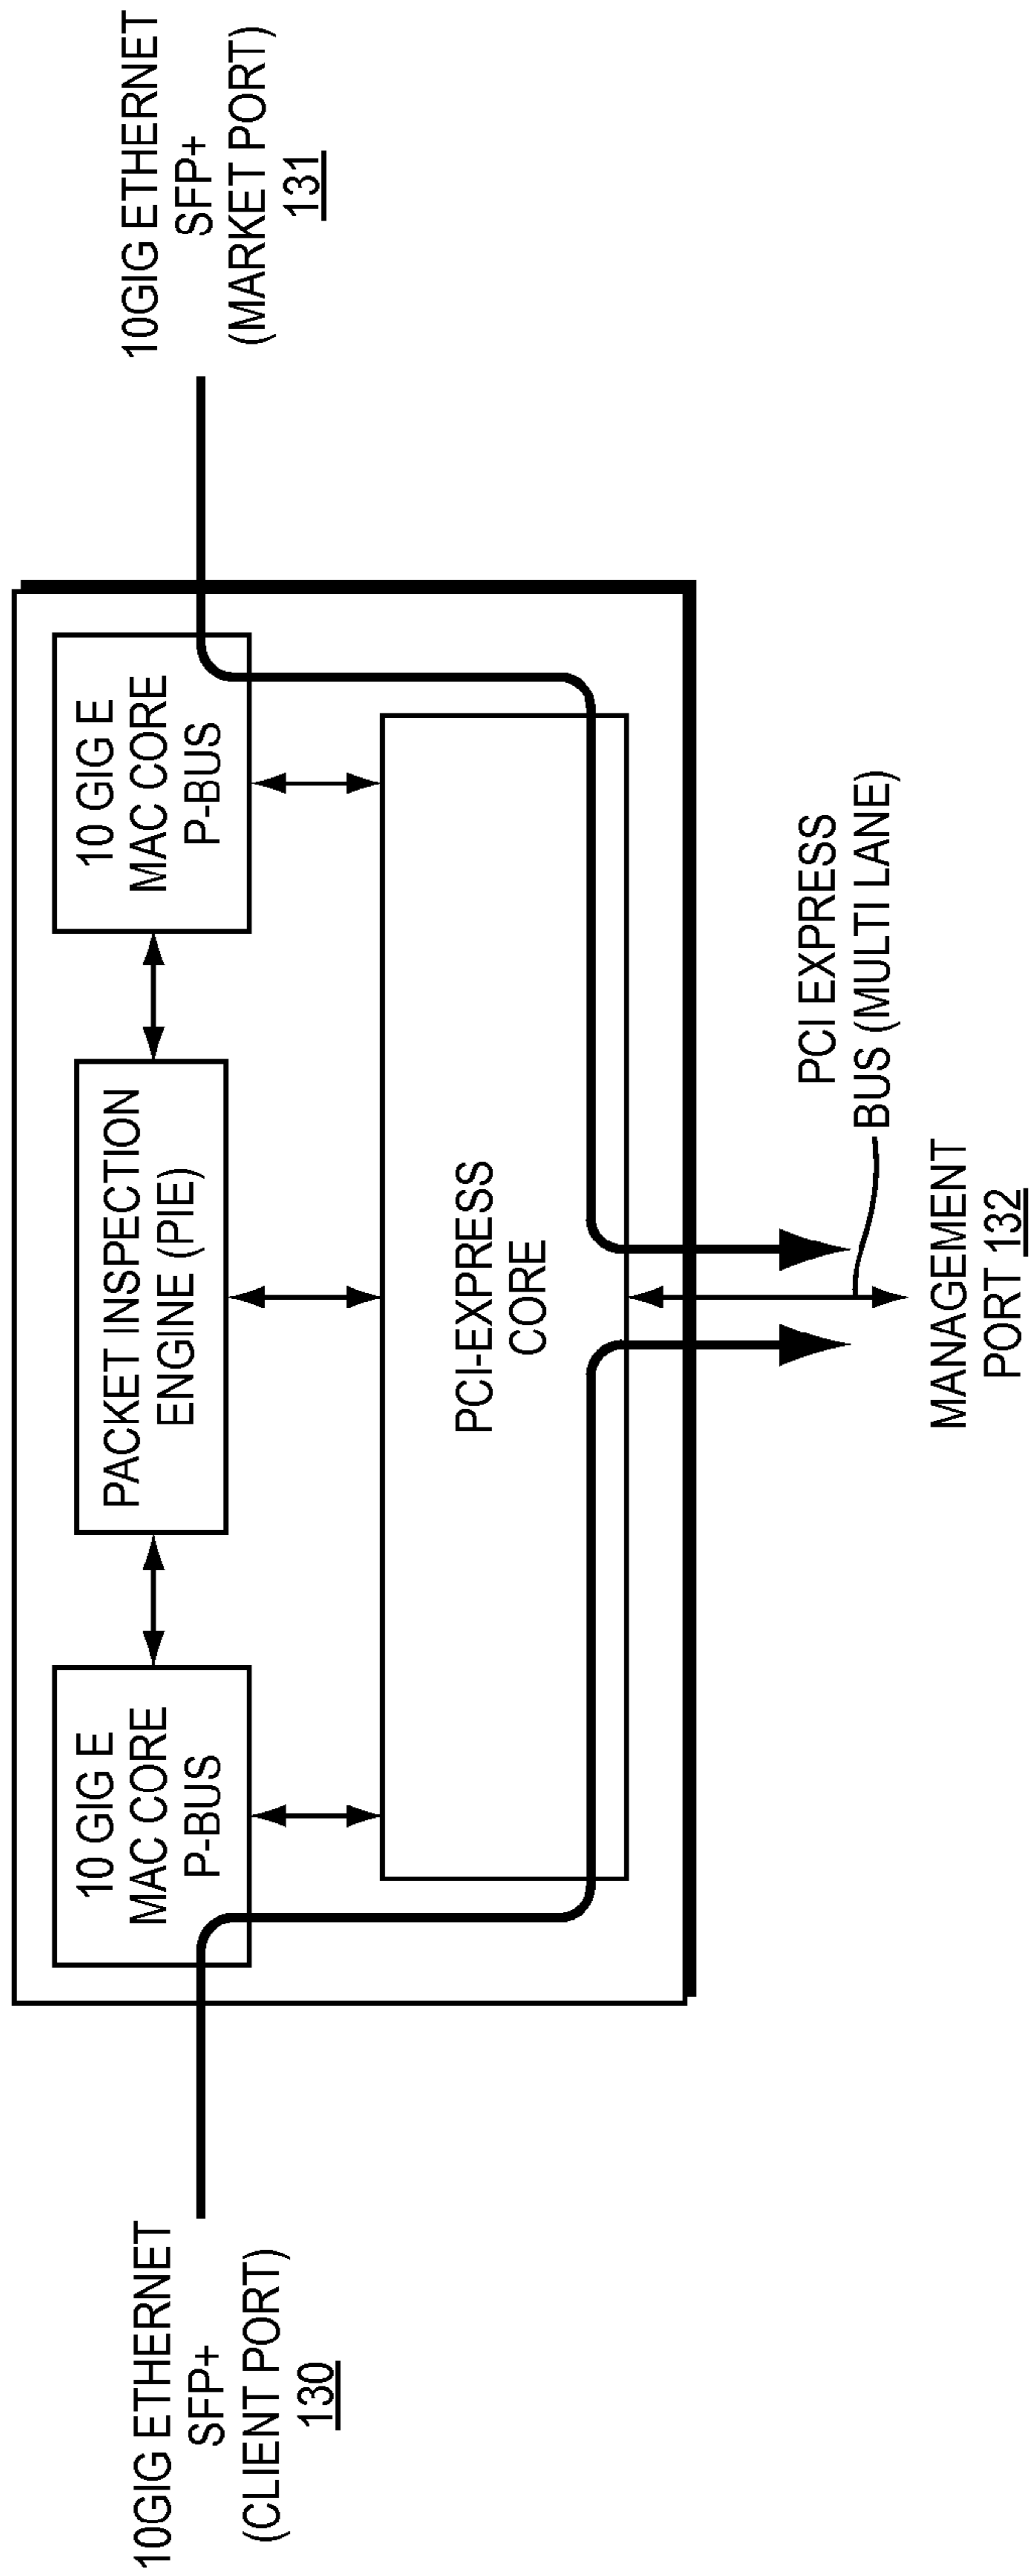 10GIG ETHERNET
SFP+
(CLIENT PORT)
130
10 GIG E
MAC CORE
P-BUS
PACKET INSPECTION
ENGINE (PIE)
10 GIG E
MAC CORE
P-BUS
10GIG ETHERNET
SFP+
(MARKET PORT)
131
PCI-EXPRESS
CORE
PCI EXPRESS
BUS (MULTI LANE)
MANAGEMENT
PORT 132